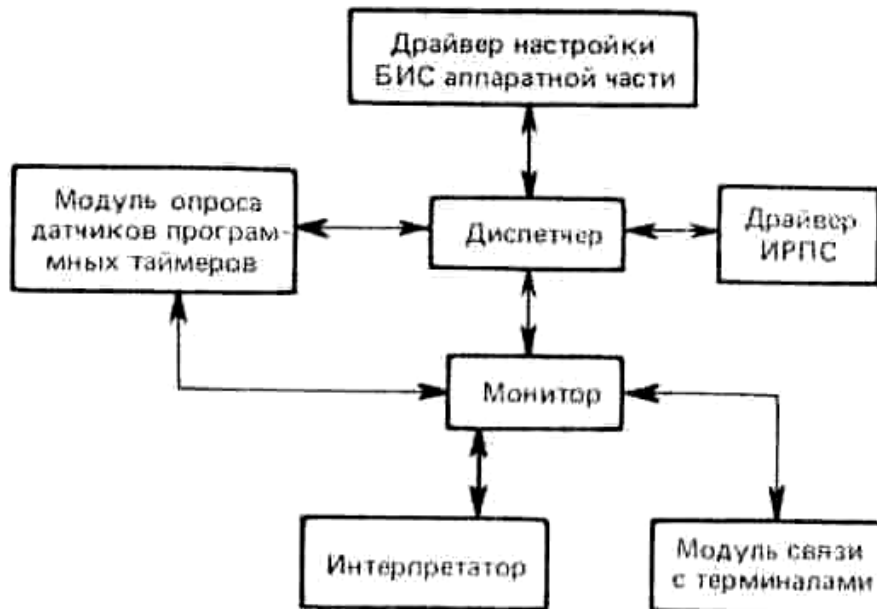 Драйвер настройки
БИС аппаратной части
Модуль опроса
датчиков програм-
мных таймеров
Диспетчер
Драйвер
ИРПС
Монитор
Интерпретатор
Модуль связи
с терминалами